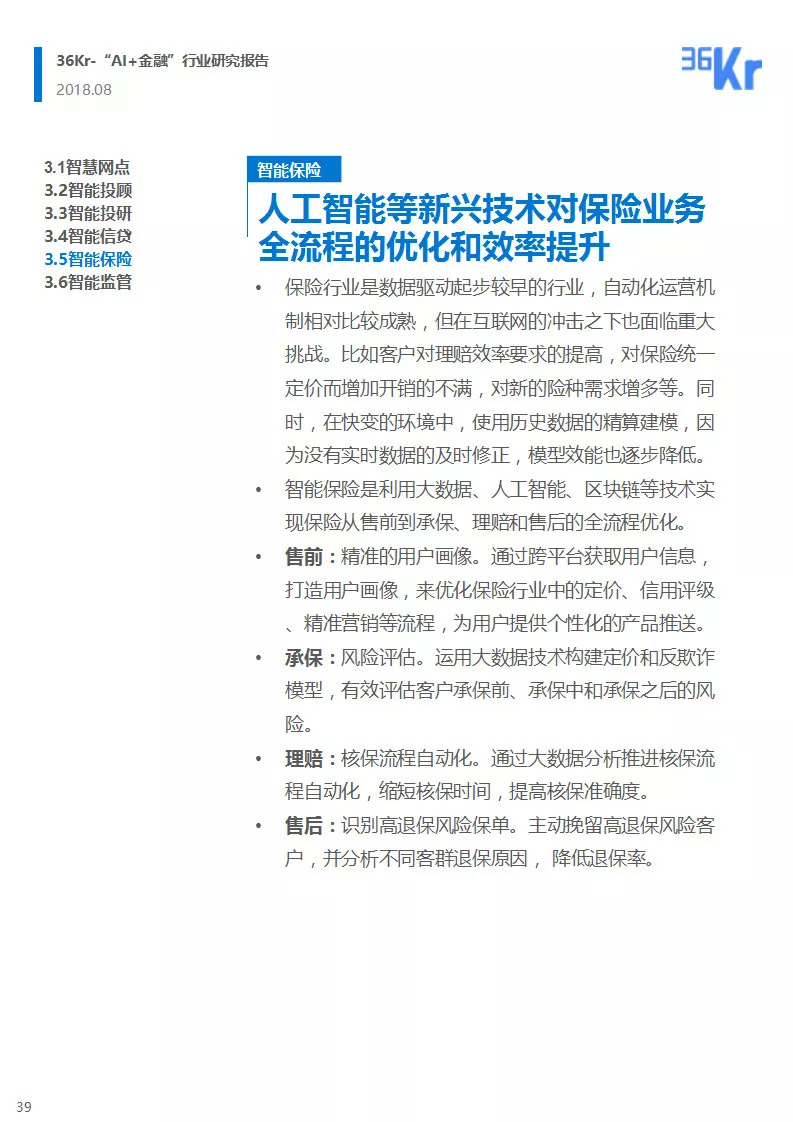 36Kr-“AI+金融”行业研究报告
2018.08
36Kr
3.1智慧网点
3.2智能投顾
3.3智能投研
3.4智能信贷
3.5智能保险
3.6智能监管
智能保险
人工智能等新兴技术对保险业务
全流程的优化和效率提升
• 保险行业是数据驱动起步较早的行业，自动化运营机
制相对比较成熟，但在互联网的冲击之下也面临重大
挑战。比如客户对理赔效率要求的提高，对保险统一
定价而增加开销的不满，对新的险种需求增多等。同
时，在快变的环境中，使用历史数据的精算建模，因
为没有实时数据的及时修正，模型效能也逐步降低。
• 智能保险是利用大数据、人工智能、区块链等技术实
现保险从售前到承保、理赔和售后的全流程优化。
• 售前：精准的用户画像。通过跨平台获取用户信息，
打造用户画像，来优化保险行业中的定价、信用评级
、精准营销等流程，为用户提供个性化的产品推送。
• 承保：风险评估。运用大数据技术构建定价和反欺诈
模型，有效评估客户承保前、承保中和承保之后的风
险。
• 理赔：核保流程自动化。通过大数据分析推进核保流
程自动化，缩短核保时间，提高核保准确度。
• 售后：识别高退保风险保单。主动挽留高退保风险客
户，并分析不同客群退保原因， 降低退保率。
39